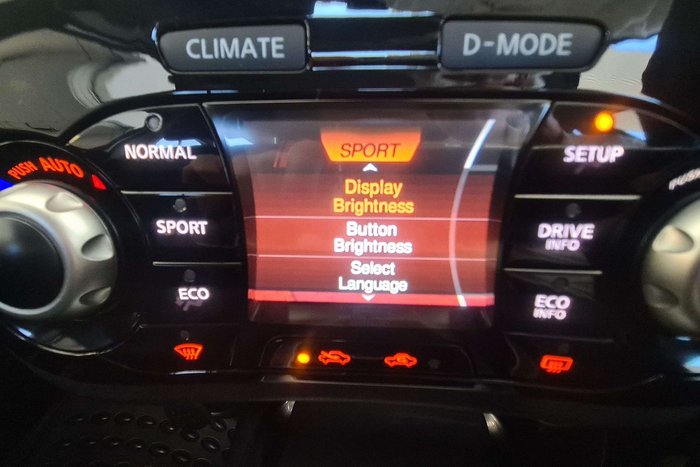 CLIMATE
D-MODE
PUSH AUTO
NORMAL
SPORT
ECO
SPORT
Display
Brightness
Button
Brightness
Select
Language
SETUP
DRIVE
INFO
ECO
INFO
PUSH